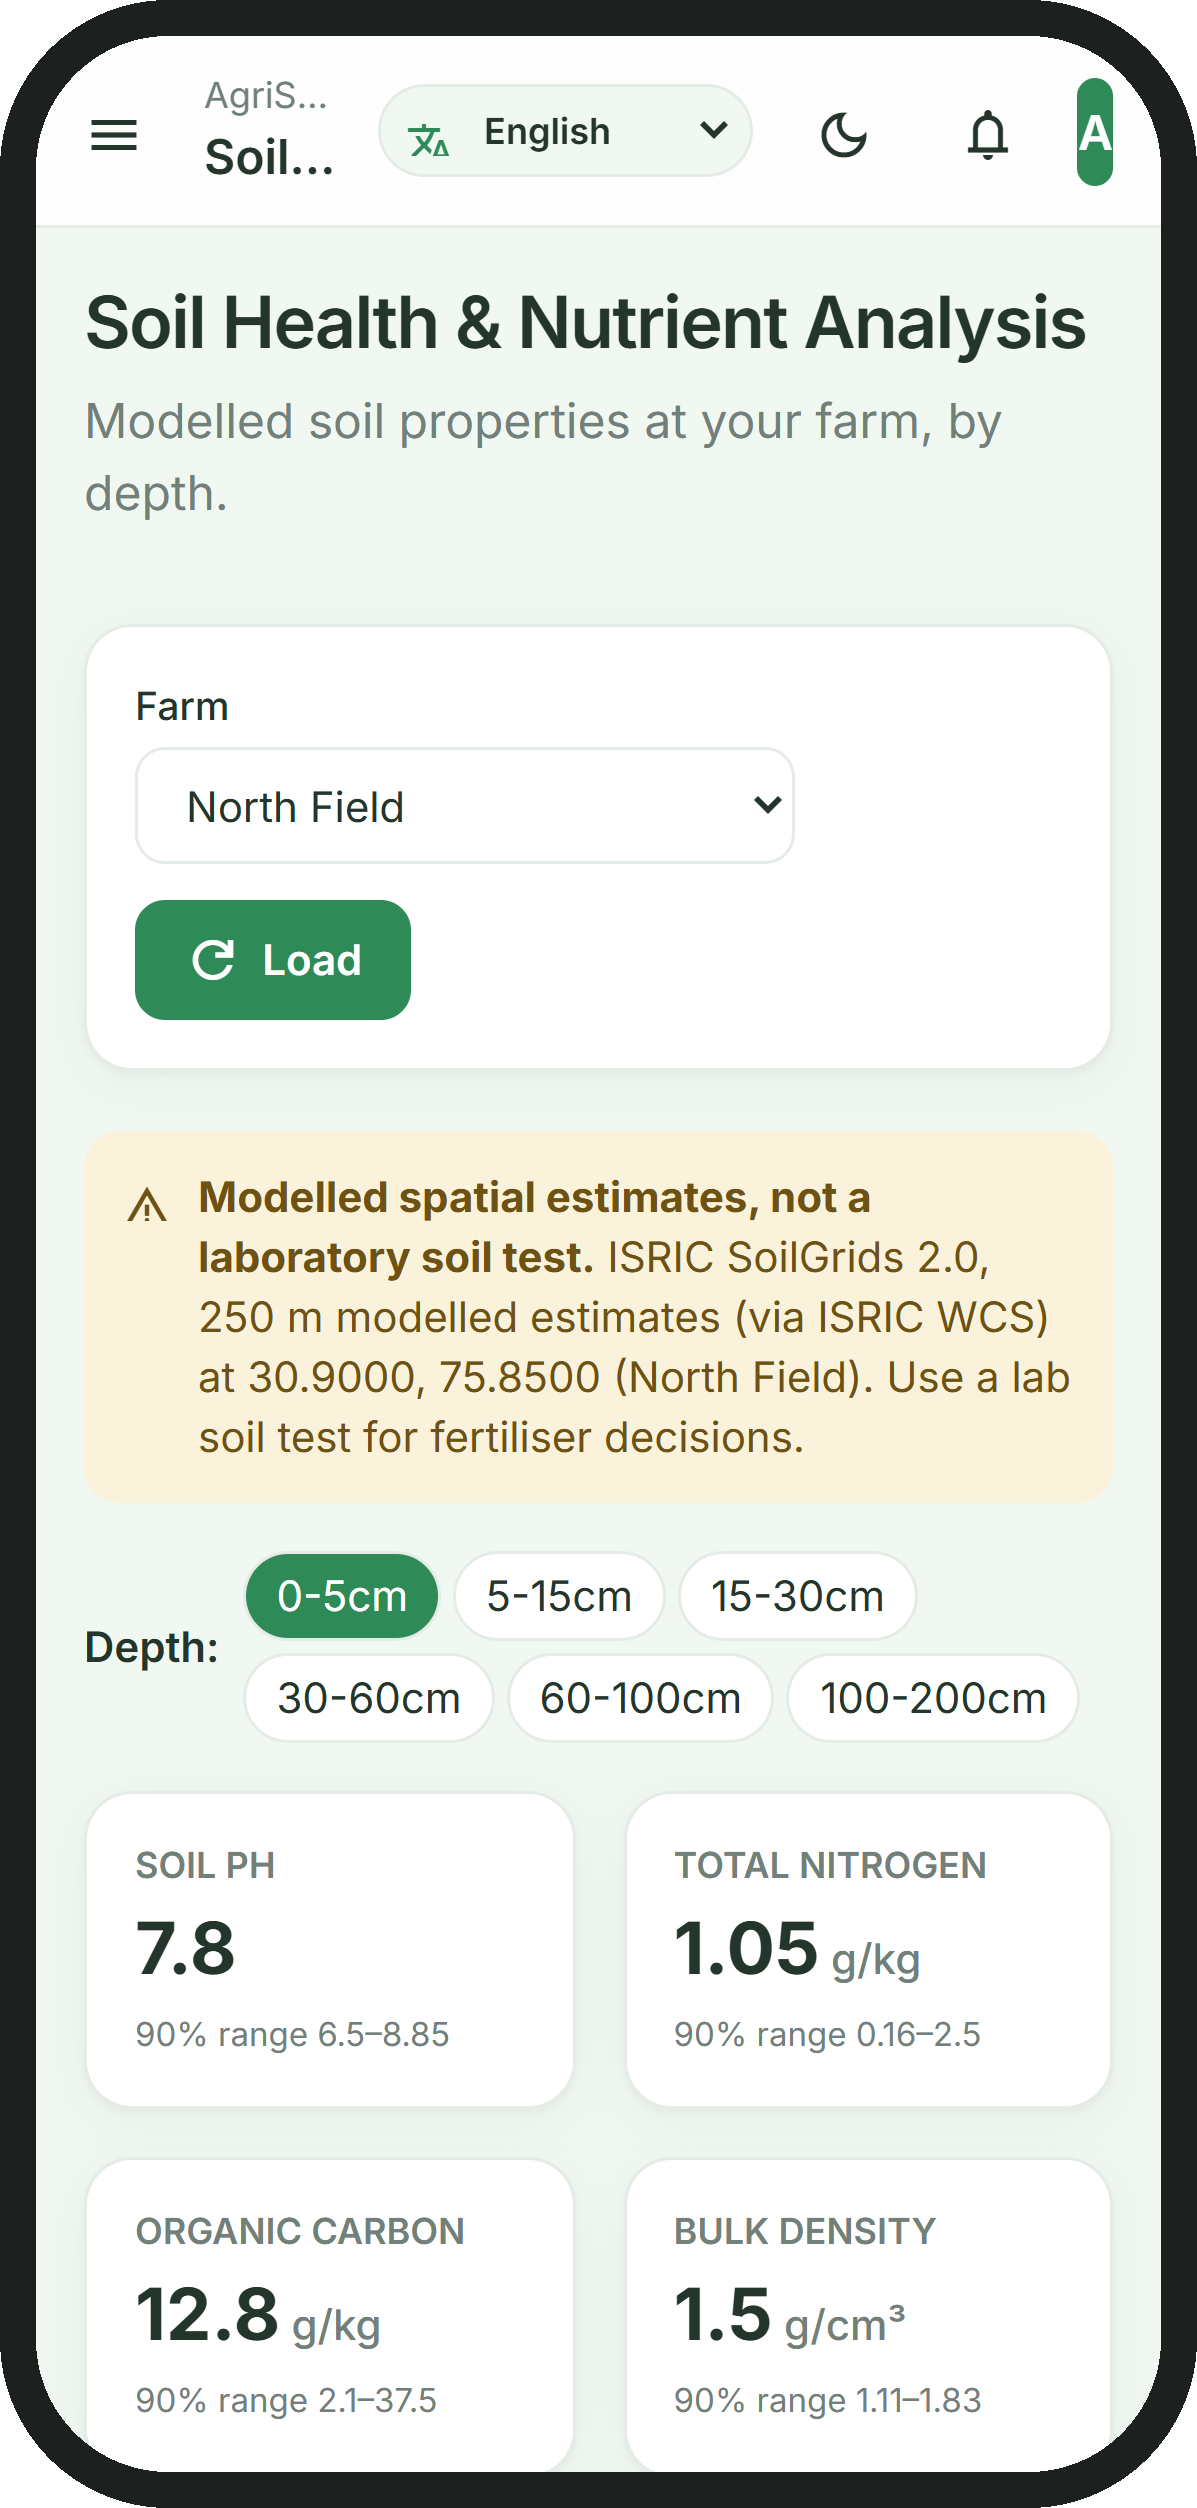 AgriS...
Soil...
English
A
Soil Health & Nutrient Analysis
Modelled soil properties at your farm, by
depth.
Farm
North Field
Load
Modelled spatial estimates, not a
laboratory soil test. ISRIC SoilGrids 2.0,
250 m modelled estimates (via ISRIC WCS)
at 30.9000, 75.8500 (North Field). Use a lab
soil test for fertiliser decisions.
Depth:
0-5cm 5-15cm 15-30cm
30-60cm 60-100cm 100-200cm
SOIL PH
7.8
90% range 6.5–8.85
TOTAL NITROGEN
1.05 g/kg
90% range 0.16–2.5
ORGANIC CARBON
12.8 g/kg
90% range 2.1–37.5
BULK DENSITY
1.5 g/cm³
90% range 1.11–1.83